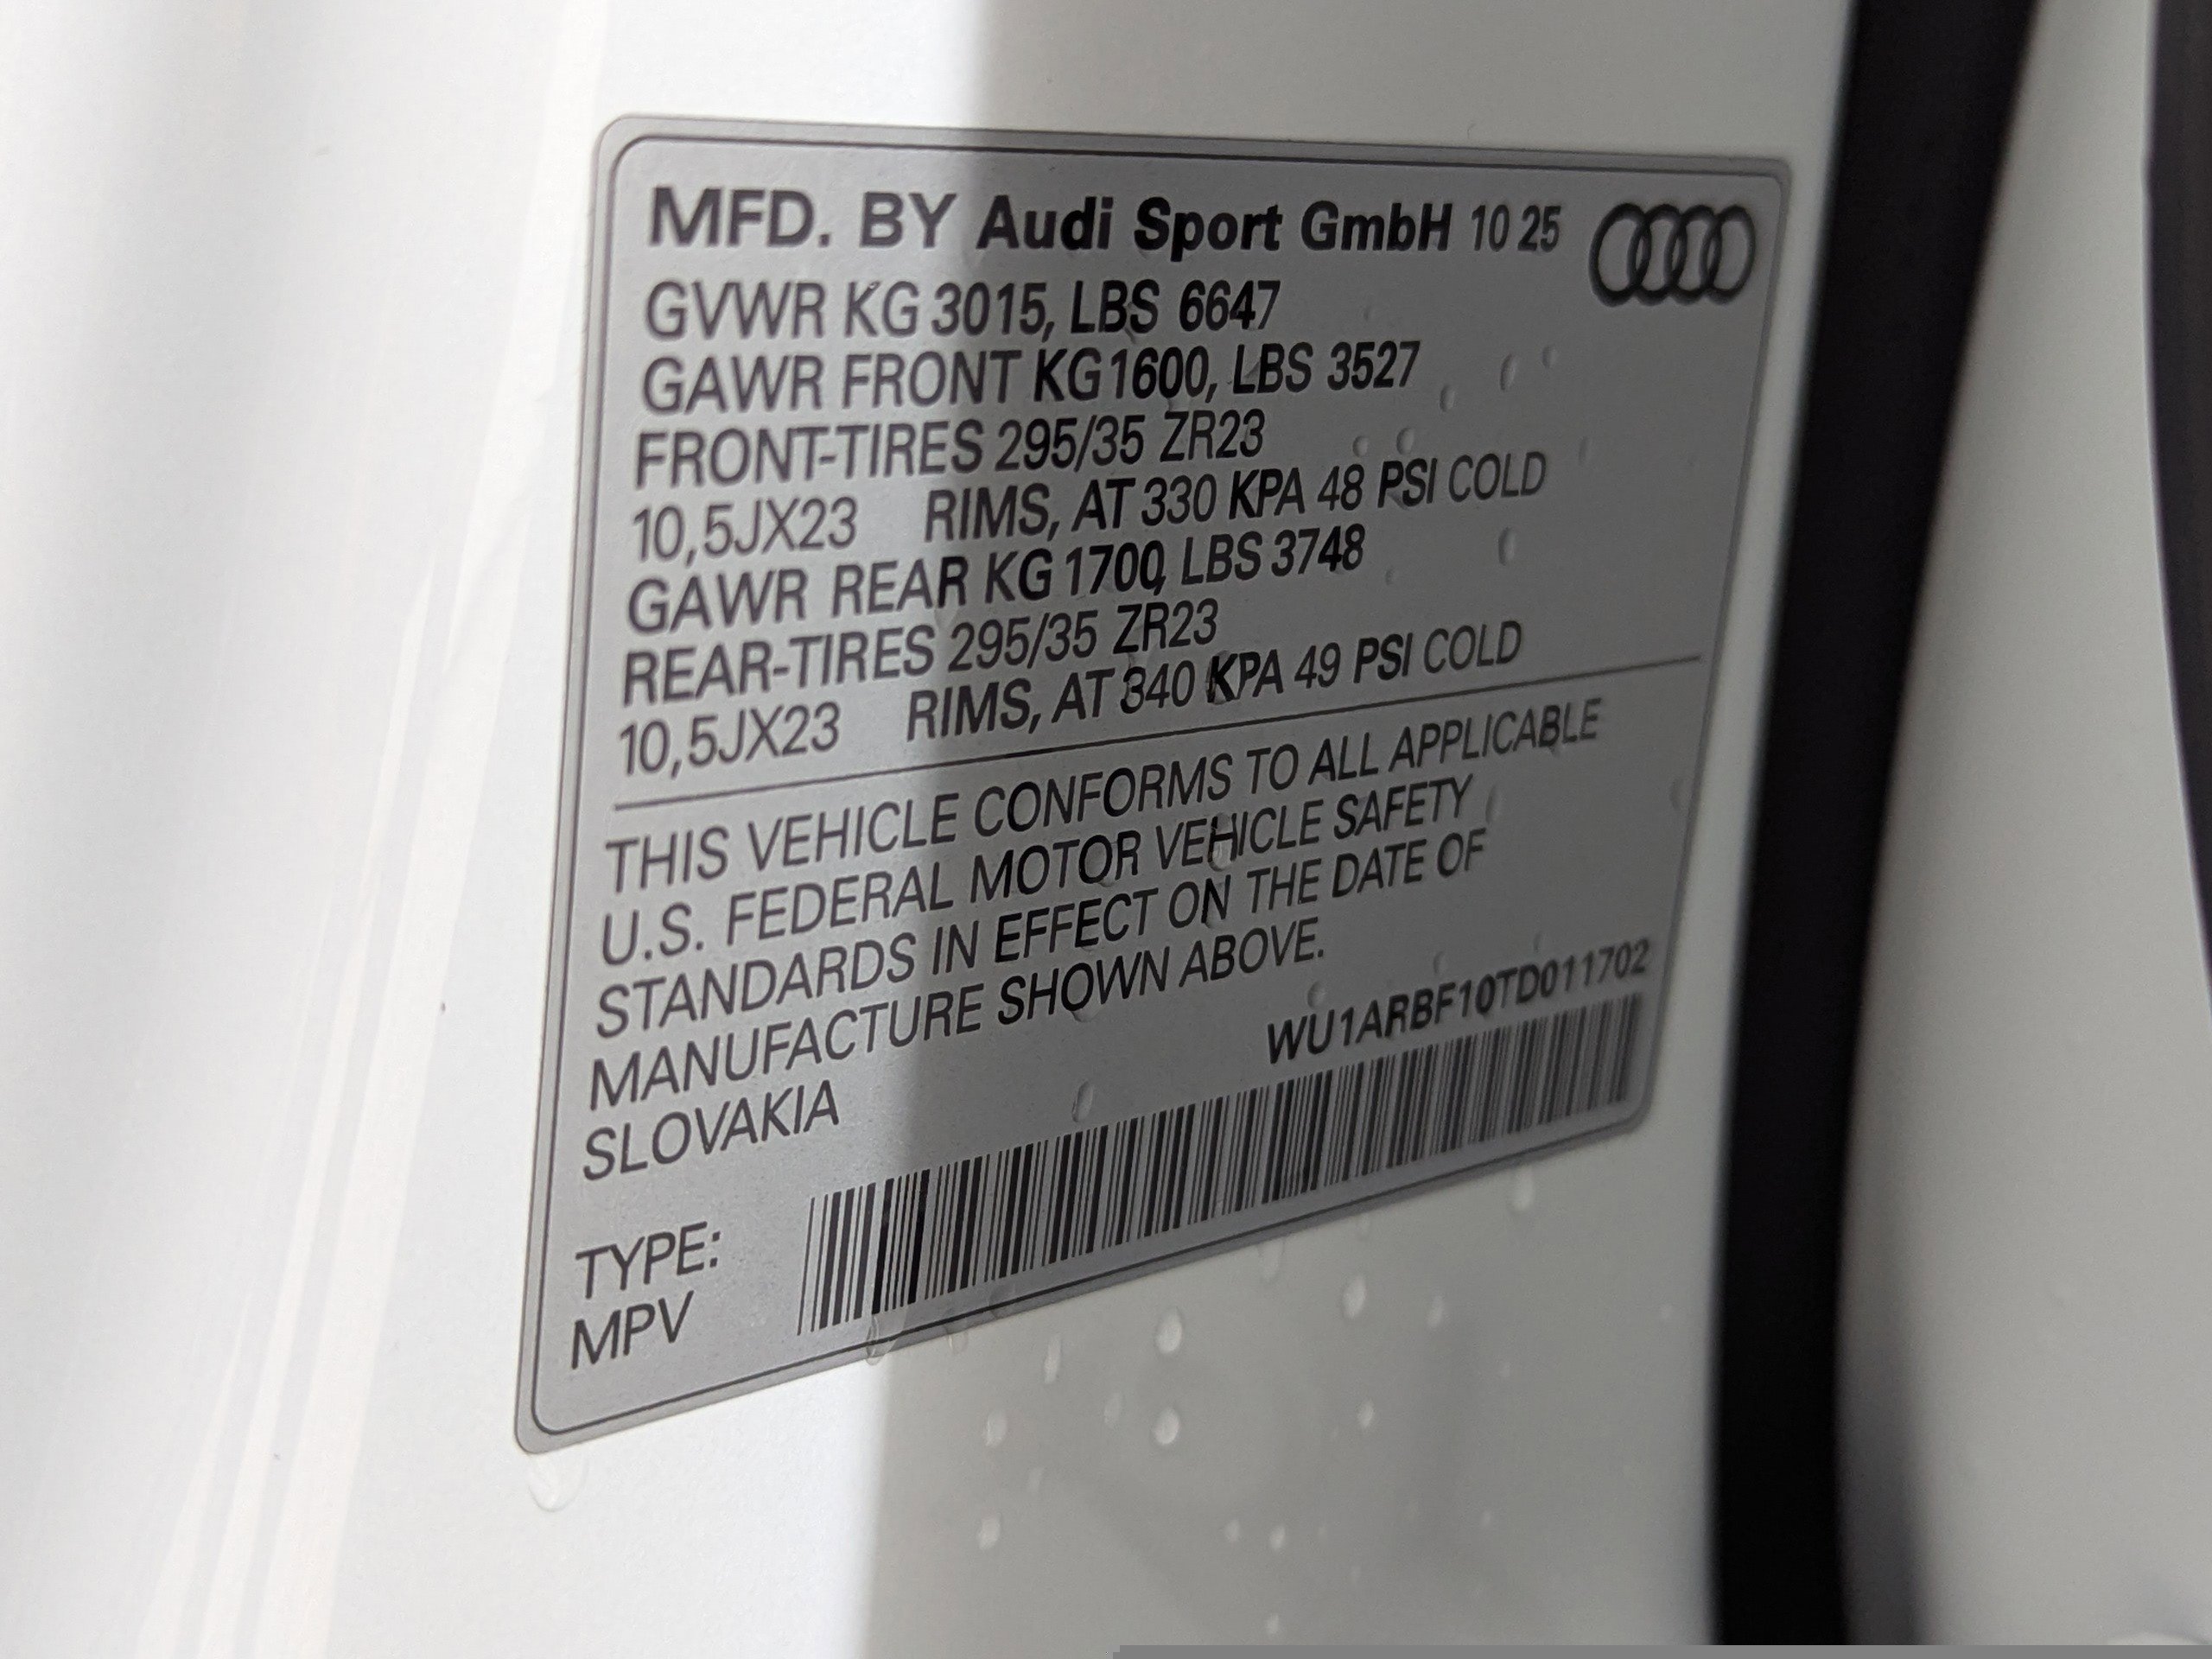 MFD. BY Audi Sport GmbH 10 25
GVWR KG 3015, LBS 6647
GAWR FRONT KG 1600, LBS 3527
FRONT-TIRES 295/35 ZR23
10,5JX23 RIMS, AT 330 KPA 48 PSI COLD
GAWR REAR KG 1700, LBS 3748
REAR-TIRES 295/35 ZR23
10,5JX23 RIMS, AT 340 KPA 49 PSI COLD
THIS VEHICLE CONFORMS TO ALL APPLICABLE
U.S. FEDERAL MOTOR VEHICLE SAFETY
STANDARDS IN EFFECT ON THE DATE OF
MANUFACTURE SHOWN ABOVE.
SLOVAKIA
WU1ARBF10TD011702
TYPE:
MPV